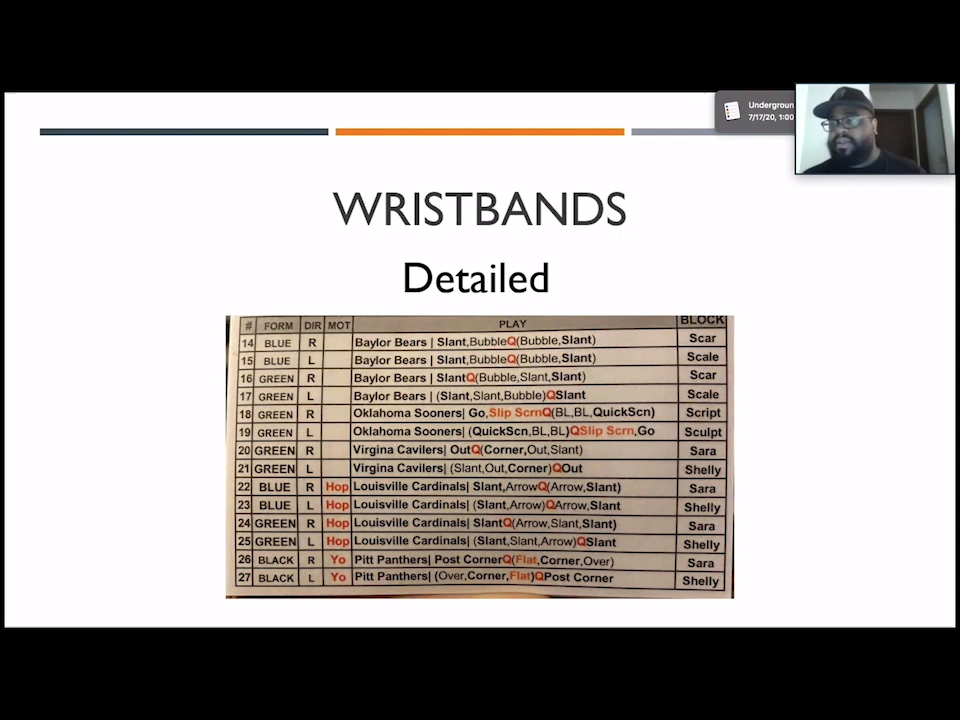 Undergroun
7/17/20, 1:00
WRISTBANDS
Detailed
# FORM DIR MOT PLAY BLOCK
14 BLUE R Baylor Bears | Slant,BubbleQ(Bubble,Slant) Scar
15 BLUE L Baylor Bears | Slant,BubbleQ(Bubble,Slant) Scale
16 GREEN R Baylor Bears | SlantQ(Bubble,Slant,Slant) Scar
17 GREEN L Baylor Bears | (Slant,Slant,Bubble)QSlant Scale
18 GREEN R Oklahoma Sooners| Go,Slip ScrnQ(BL,BL,QuickScn) Script
19 GREEN L Oklahoma Sooners| (QuickScn,BL,BL)QSlip Scrn,Go Sculpt
20 GREEN R Virgina Cavilers| OutQ(Corner,Out,Slant) Sara
21 GREEN L Virgina Cavilers| (Slant,Out,Corner)QOut Shelly
22 BLUE R Hop Louisville Cardinals| Slant,ArrowQ(Arrow,Slant) Sara
23 BLUE L Hop Louisville Cardinals| (Slant,Arrow)QArrow,Slant Shelly
24 GREEN R Hop Louisville Cardinals| SlantQ(Arrow,Slant,Slant) Sara
25 GREEN L Hop Louisville Cardinals| (Slant,Slant,Arrow)QSlant Shelly
26 BLACK R Yo Pitt Panthers| Post CornerQ(Flat,Corner,Over) Sara
27 BLACK L Yo Pitt Panthers| (Over,Corner,Flat)QPost Corner Shelly